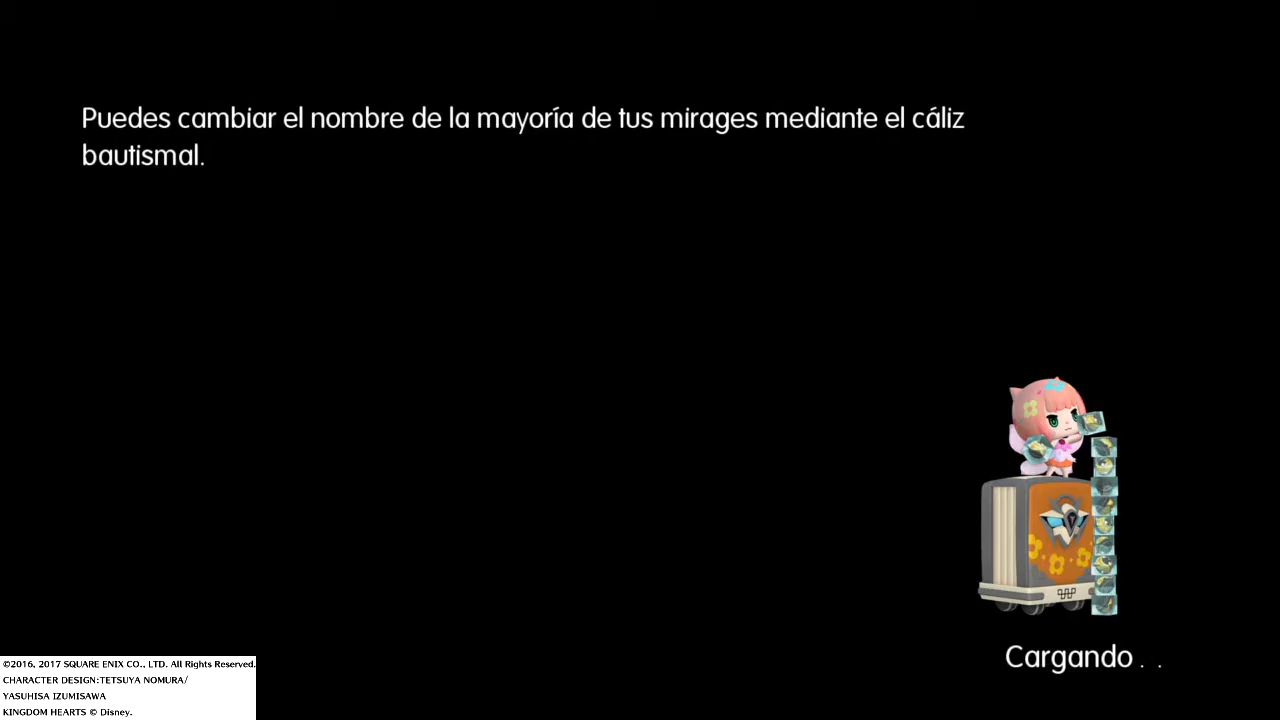 Puedes cambiar el nombre de la mayoría de tus mirages mediante el cáliz
bautismal.
Cargando . .
©2016, 2017 SQUARE ENIX CO., LTD. All Rights Reserved.
CHARACTER DESIGN:TETSUYA NOMURA/
YASUHISA IZUMISAWA
KINGDOM HEARTS © Disney.